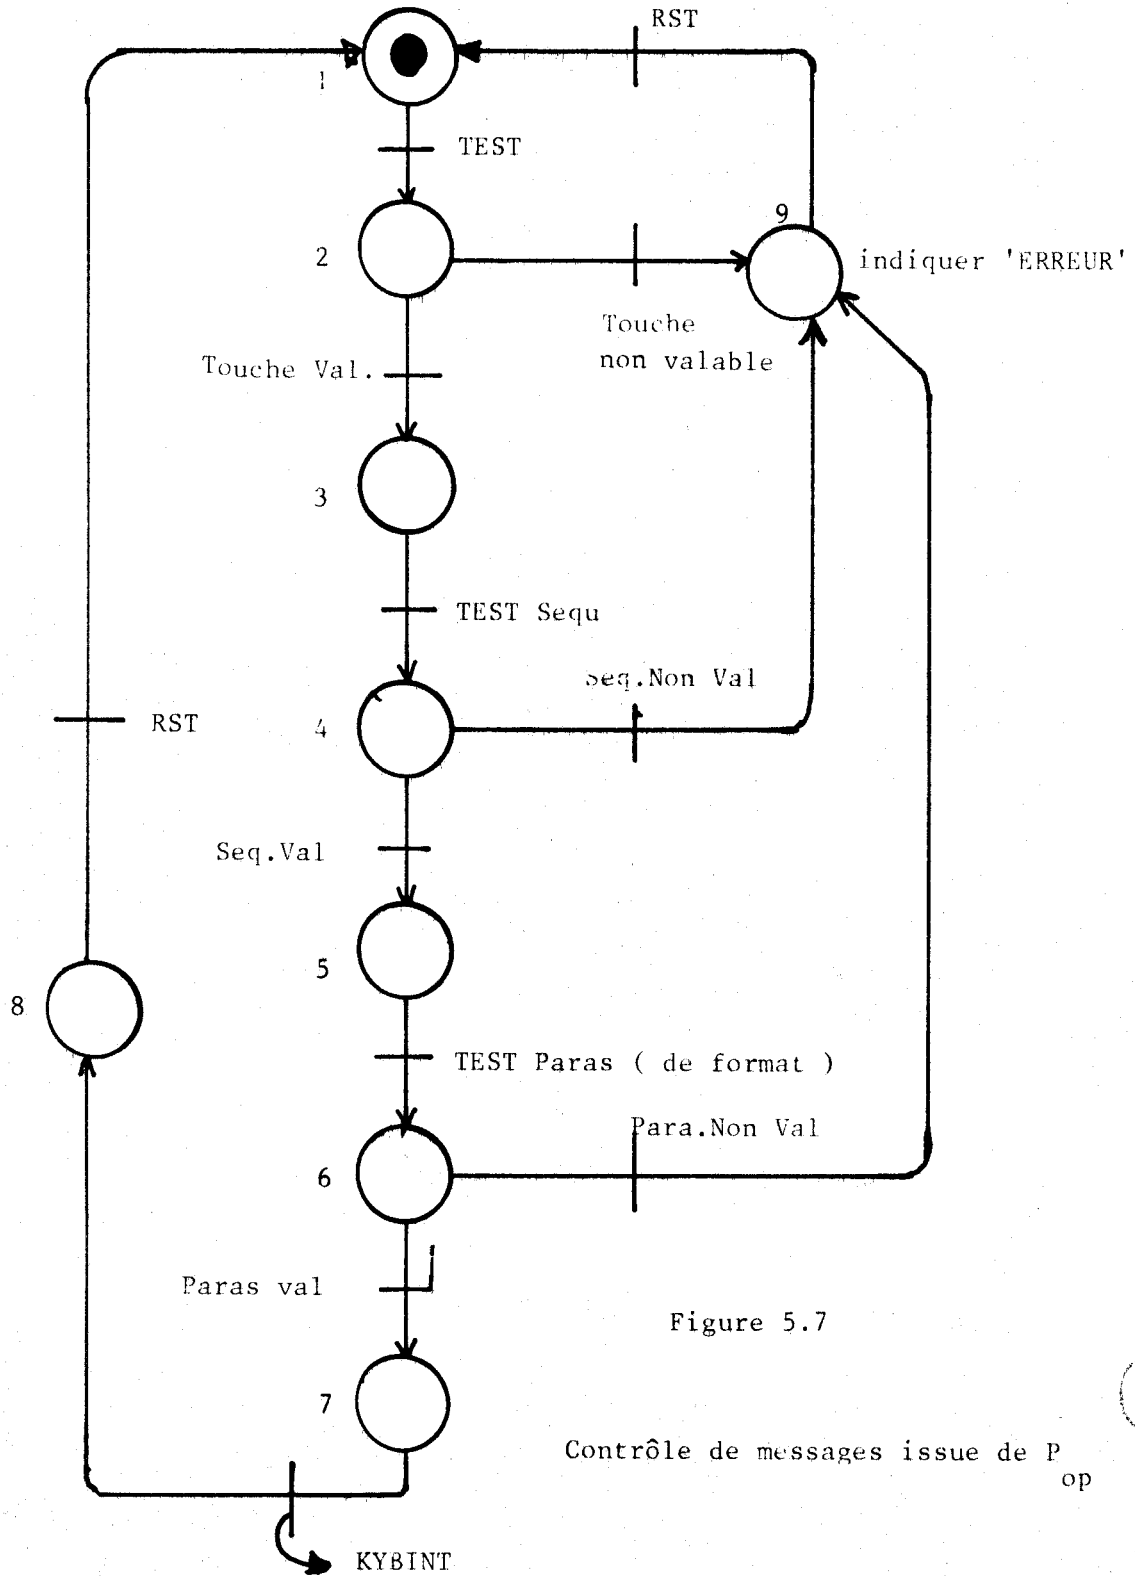 RST
1
TEST
9
2
indiquer 'ERREUR'
Touche
non valable
Touche Val.
3
TEST Sequ
Seq.Non Val
4
RST
Seq.Val
5
8
TEST Paras ( de format )
Para.Non Val
6
Paras val
Figure 5.7
7
Contrôle de messages issue de P
op
KYBINT